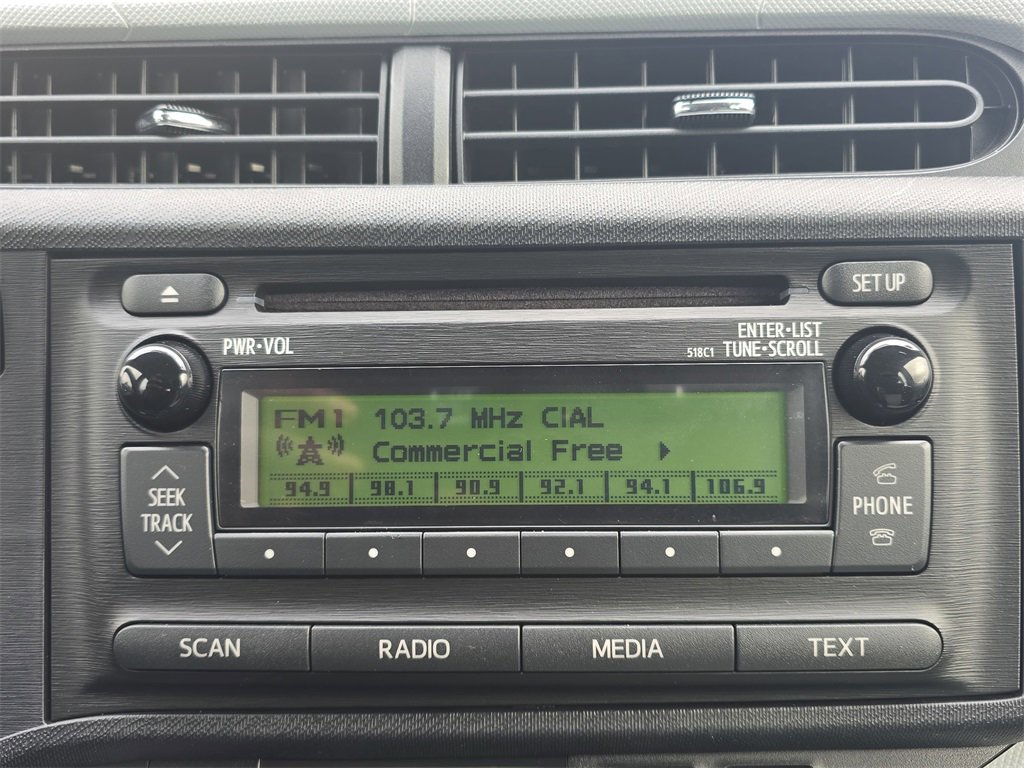 SET UP
PWR•VOL
ENTER•LIST
518C1 TUNE•SCROLL
FM1 103.7 MHz CIAL
Commercial Free
94.9 98.1 90.9 92.1 94.1 106.9
SEEK
TRACK
PHONE
SCAN RADIO MEDIA TEXT